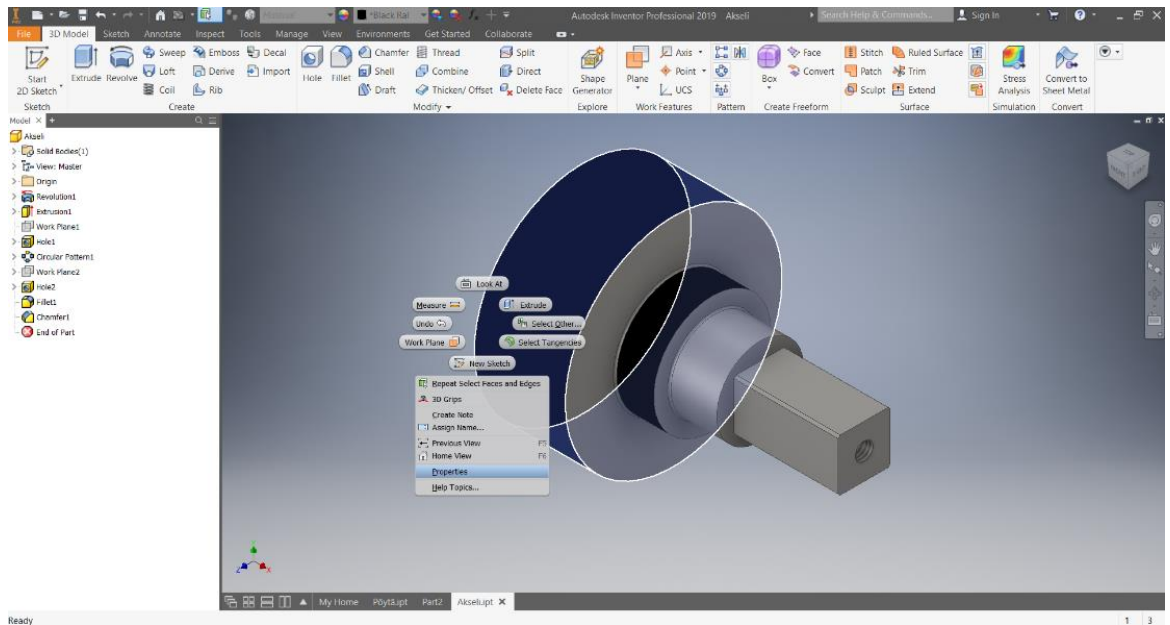 *Black Rai
Autodesk Inventor Professional 2019 Akseli
Search Help & Commands...
Sign In
File 3D Model Sketch Annotate Inspect Tools Manage View Environments Get Started Collaborate
Start 2D Sketch
Extrude
Revolve
Sweep
Emboss
Decal
Loft
Derive
Import
Coil
Rib
Hole
Fillet
Chamfer
Thread
Split
Shell
Combine
Direct
Draft
Thicken/ Offset
Delete Face
Shape Generator
Plane
Axis
Point
UCS
Box
Face
Convert
Stitch
Ruled Surface
Patch
Trim
Sculpt
Extend
Stress Analysis
Convert to Sheet Metal
Sketch Create Modify Explore Work Features Pattern Create Freeform Surface Simulation Convert
Model
Akseli
Solid Bodies(1)
View: Master
Origin
Revolution1
Extrusion1
Work Plane1
Hole1
Circular Pattern1
Work Plane2
Hole2
Fillet1
Chamfer1
End of Part
Look At
Measure
Extrude
Undo
Select Other...
Work Plane
Select Tangencies
New Sketch
Repeat Select Faces and Edges
3D Grips
Create Note
Assign Name...
Previous View F5
Home View F6
Properties
Help Topics...
Y
Z
X
My Home Pöytä.ipt Part2 Akseli.ipt
Ready
1 3